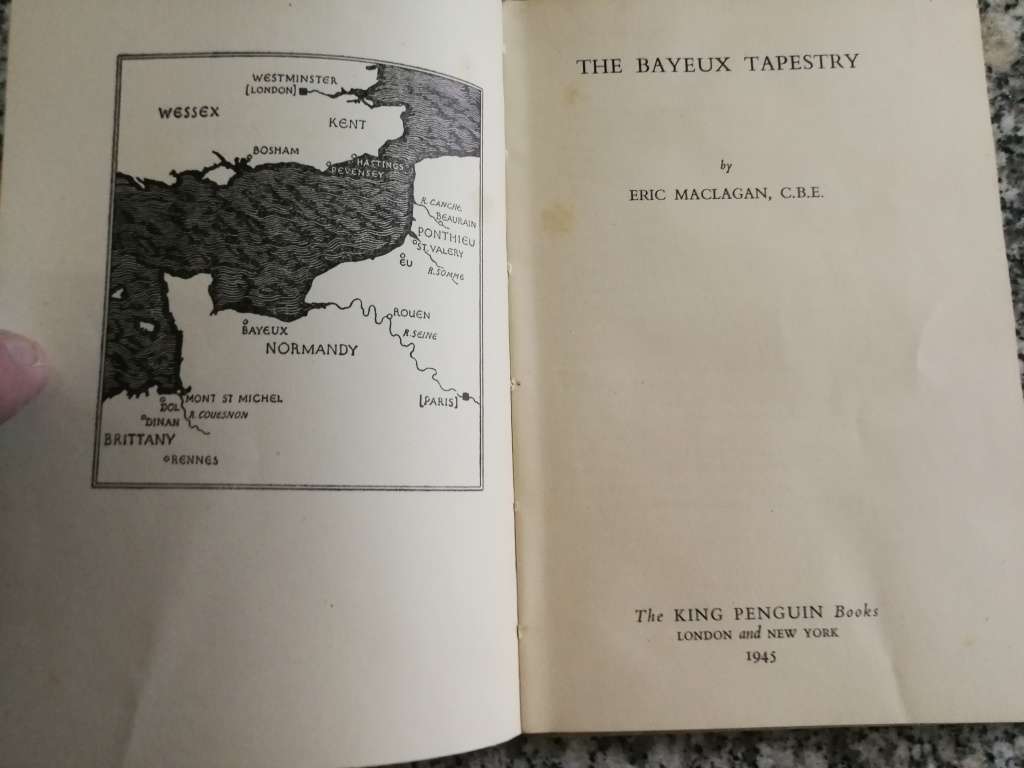 WESTMINSTER
[LONDON]
WESSEX
KENT
BOSHAM
HASTINGS
PEVENSEY
R. CANCHE
BEAURAIN
PONTHIEU
ST. VALERY
EU
R. SOMME
ROUEN
BAYEUX
R. SEINE
NORMANDY
[PARIS]
MONT ST MICHEL
DOL
R. COUESNON
DINAN
BRITTANY
RENNES
THE BAYEUX TAPESTRY
by
ERIC MACLAGAN, C.B.E.
The KING PENGUIN Books
LONDON and NEW YORK
1945